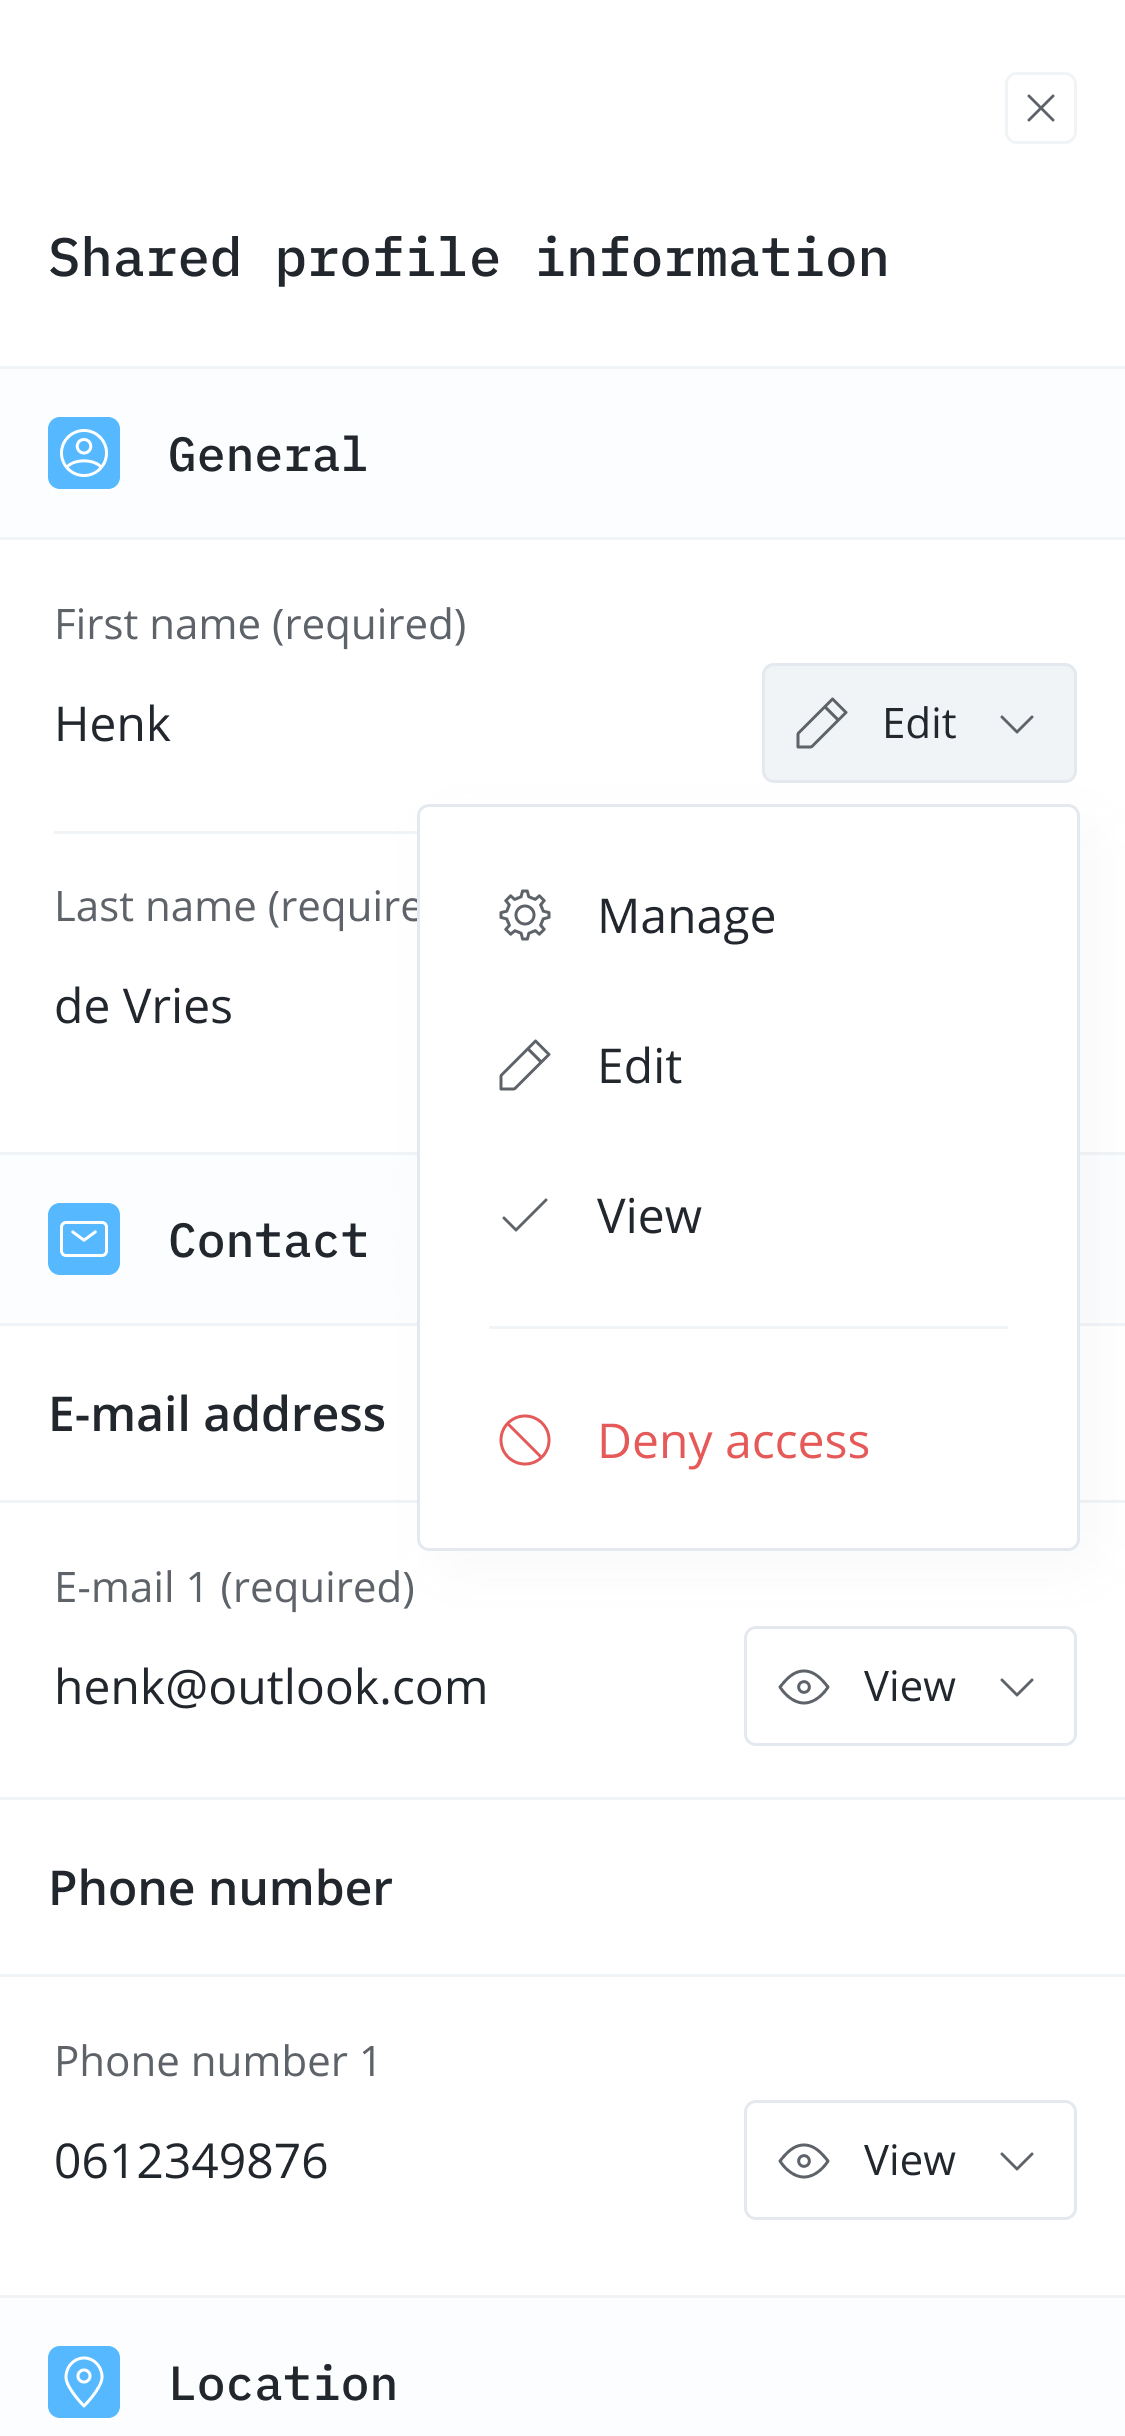 Shared profile information
General
First name (required)
Henk
Edit
Last name (require
de Vries
Manage
Edit
View
Deny access
Contact
E-mail address
E-mail 1 (required)
henk@outlook.com
View
Phone number
Phone number 1
0612349876
View
Location